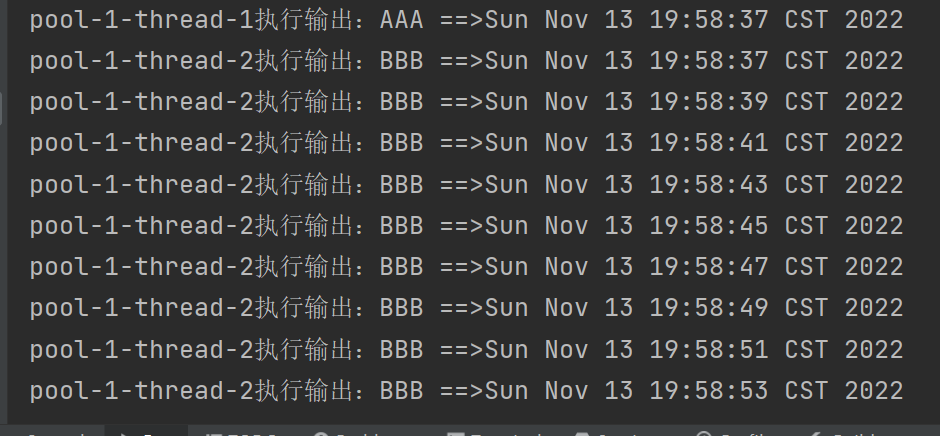 pool-1-thread-1执行输出：AAA ==>Sun Nov 13 19:58:37 CST 2022
pool-1-thread-2执行输出：BBB ==>Sun Nov 13 19:58:37 CST 2022
pool-1-thread-2执行输出：BBB ==>Sun Nov 13 19:58:39 CST 2022
pool-1-thread-2执行输出：BBB ==>Sun Nov 13 19:58:41 CST 2022
pool-1-thread-2执行输出：BBB ==>Sun Nov 13 19:58:43 CST 2022
pool-1-thread-2执行输出：BBB ==>Sun Nov 13 19:58:45 CST 2022
pool-1-thread-2执行输出：BBB ==>Sun Nov 13 19:58:47 CST 2022
pool-1-thread-2执行输出：BBB ==>Sun Nov 13 19:58:49 CST 2022
pool-1-thread-2执行输出：BBB ==>Sun Nov 13 19:58:51 CST 2022
pool-1-thread-2执行输出：BBB ==>Sun Nov 13 19:58:53 CST 2022